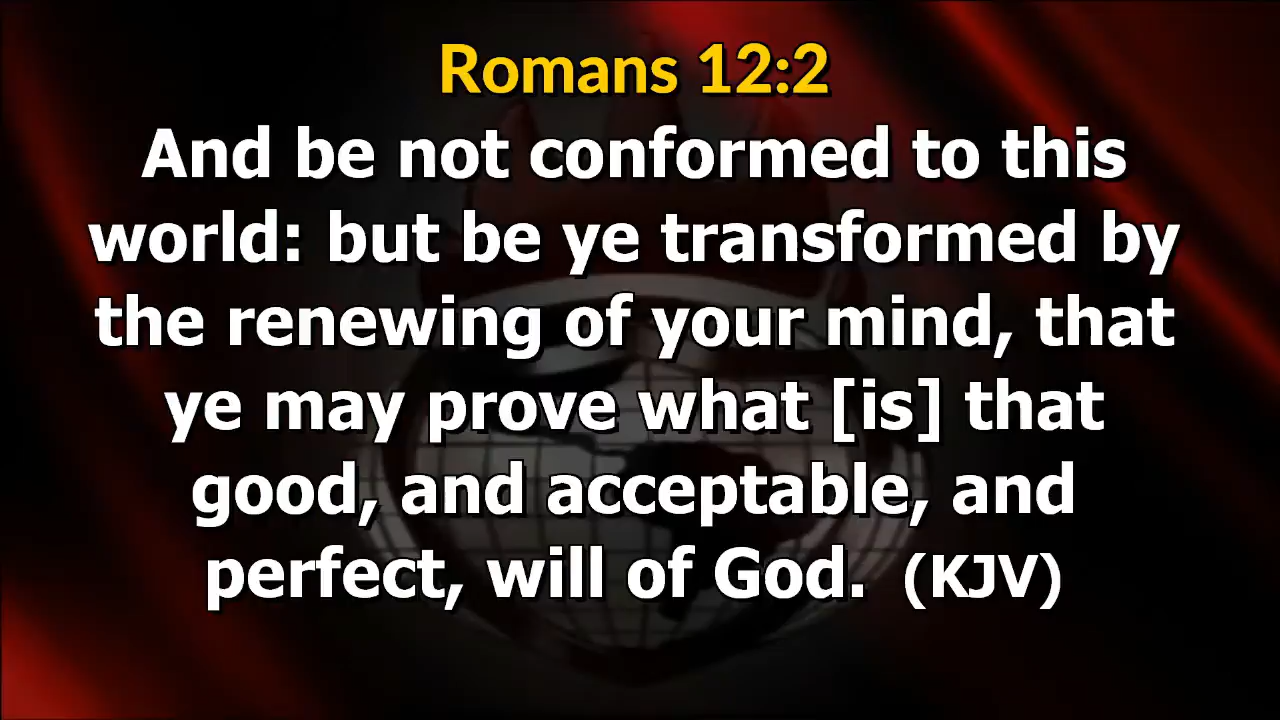 Romans 12:2
And be not conformed to this
world: but be ye transformed by
the renewing of your mind, that
ye may prove what [is] that
good, and acceptable, and
perfect, will of God. (KJV)